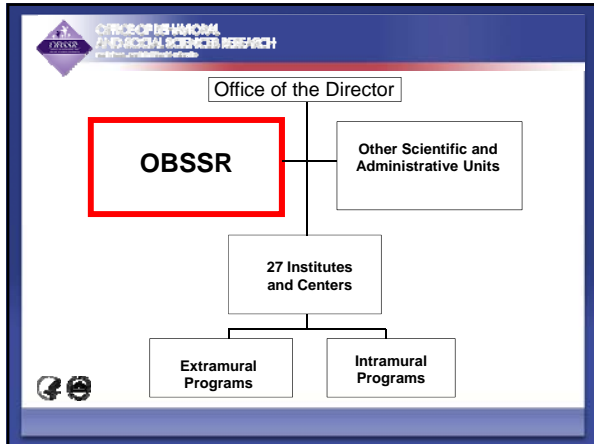 OBSSR
OFFICE OF BEHAVIORAL
AND SOCIAL SCIENCES RESEARCH
Office of the Director
OBSSR
Other Scientific and
Administrative Units
27 Institutes
and Centers
Extramural
Programs
Intramural
Programs